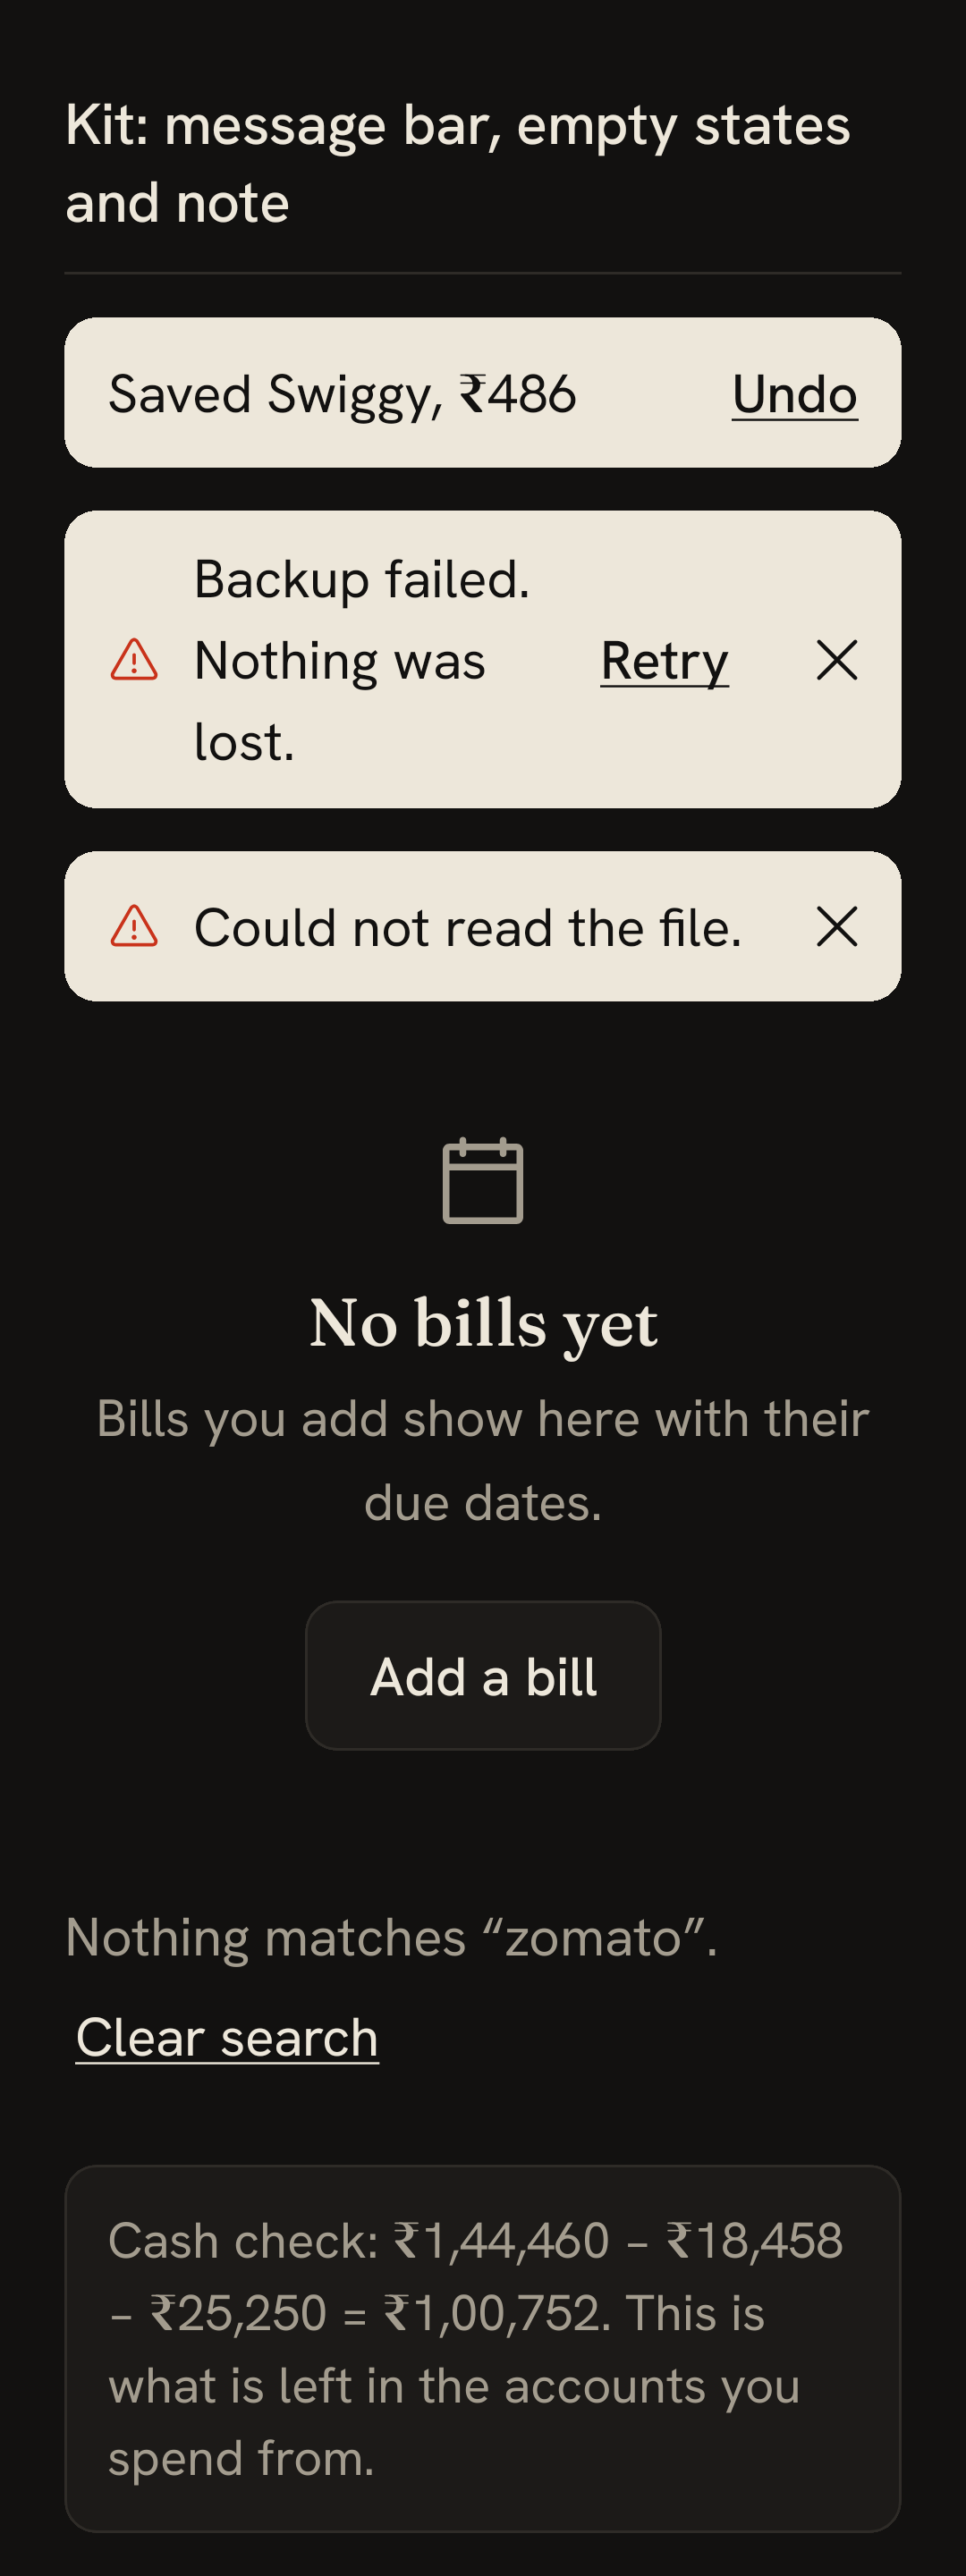 Kit: message bar, empty states
and note
Saved Swiggy, ₹486 Undo
Backup failed.
Nothing was Retry
lost.
Could not read the file.
No bills yet
Bills you add show here with their
due dates.
Add a bill
Nothing matches “zomato”.
Clear search
Cash check: ₹1,44,460 – ₹18,458
– ₹25,250 = ₹1,00,752. This is
what is left in the accounts you
spend from.